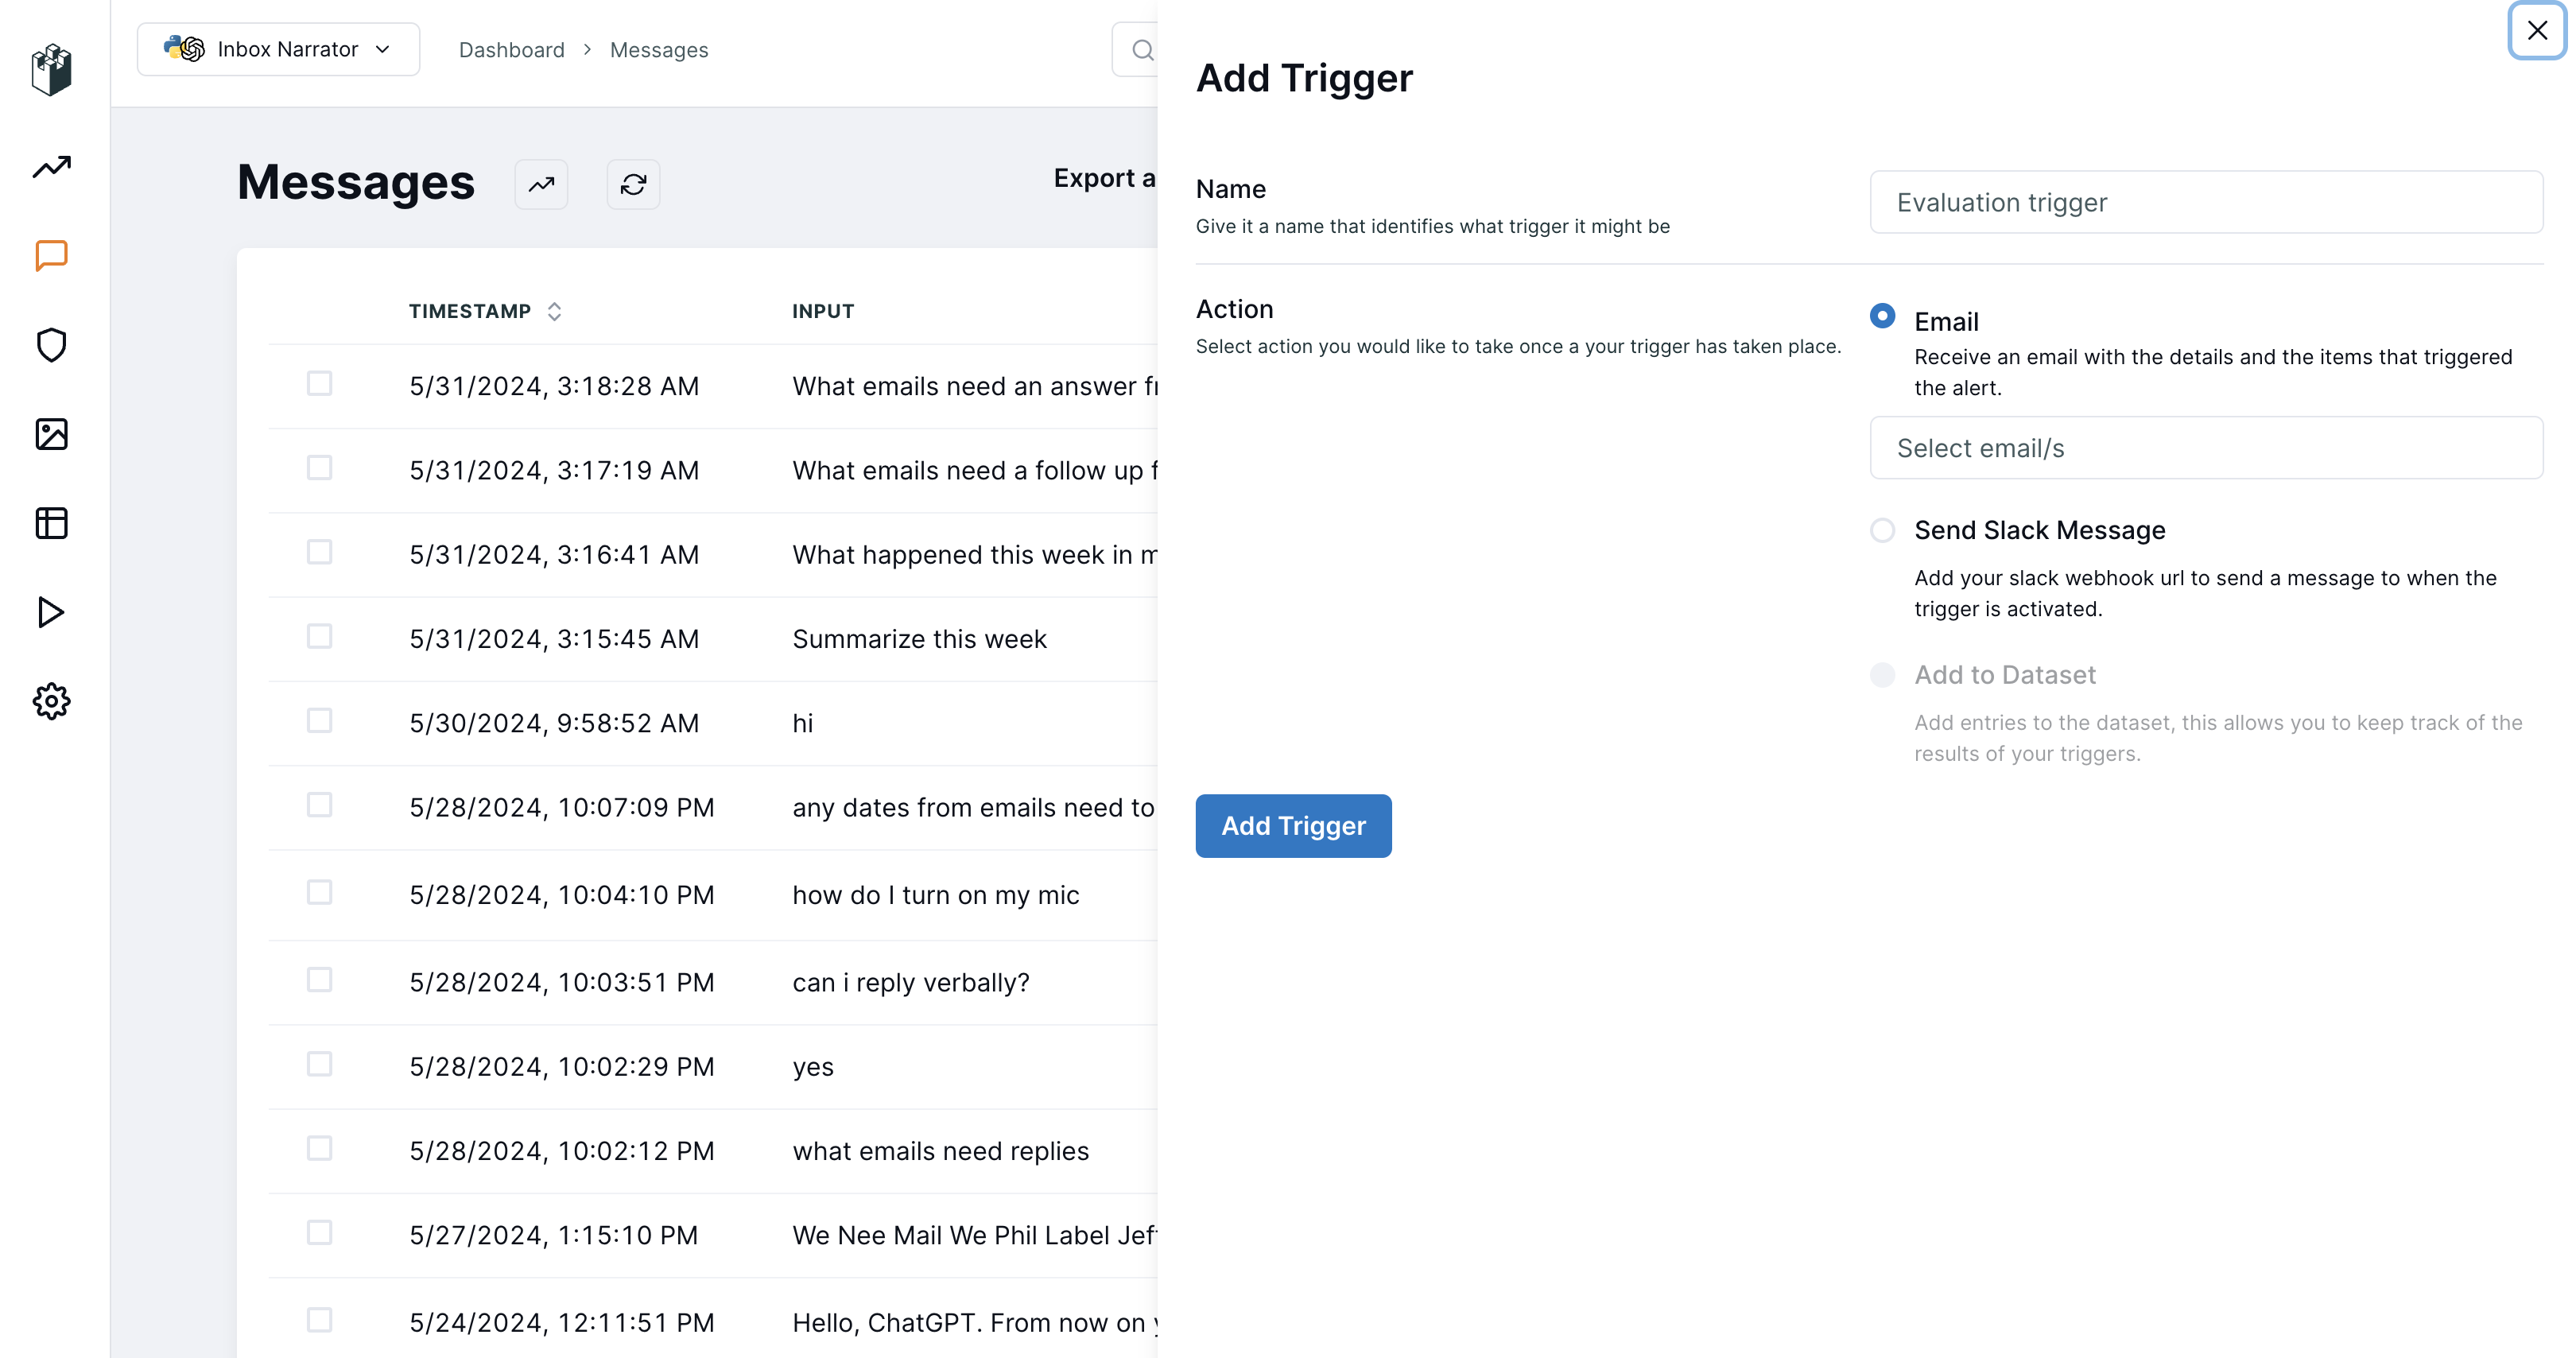 Inbox Narrator
Dashboard > Messages
Messages
Export a
TIMESTAMP INPUT
5/31/2024, 3:18:28 AM What emails need an answer
5/31/2024, 3:17:19 AM What emails need a follow up
5/31/2024, 3:16:41 AM What happened this week in
5/31/2024, 3:15:45 AM Summarize this week
5/30/2024, 9:58:52 AM hi
5/28/2024, 10:07:09 PM any dates from emails need to
5/28/2024, 10:04:10 PM how do I turn on my mic
5/28/2024, 10:03:51 PM can i reply verbally?
5/28/2024, 10:02:29 PM yes
5/28/2024, 10:02:12 PM what emails need replies
5/27/2024, 1:15:10 PM We Nee Mail We Phil Label
5/24/2024, 12:11:51 PM Hello, ChatGPT. From now on
Add Trigger
Name
Give it a name that identifies what trigger it might be
Evaluation trigger
Action
Select action you would like to take once a your trigger has taken place.
Email
Receive an email with the details and the items that triggered
the alert.
Select email/s
Send Slack Message
Add your slack webhook url to send a message to when the
trigger is activated.
Add to Dataset
Add entries to the dataset, this allows you to keep track of the
results of your triggers.
Add Trigger